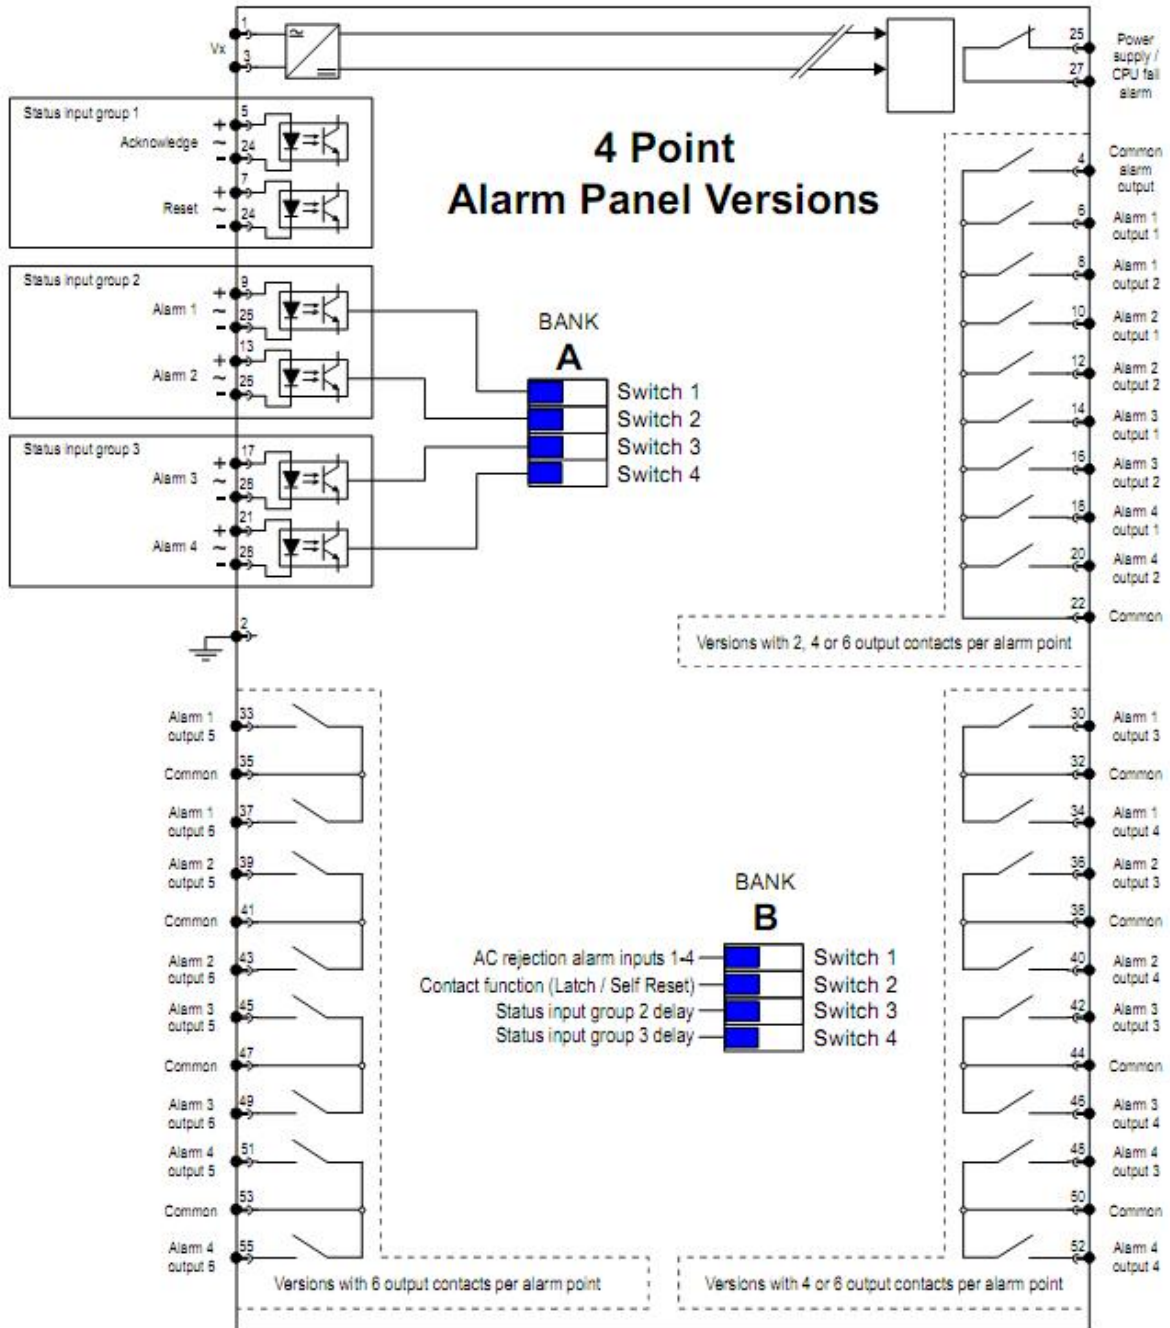 4 Point
Alarm Panel Versions
Vx
1
3
25
27
Power
supply /
CPU fail
alarm
Status input group 1
Acknowledge
+
~
-
5
24
Reset
+
~
-
7
24
Status input group 2
Alarm 1
+
~
-
9
25
Alarm 2
+
~
-
13
26
Status input group 3
Alarm 3
+
~
-
17
28
Alarm 4
+
~
-
21
28
2
BANK
A
Switch 1
Switch 2
Switch 3
Switch 4
4
Common
alarm
output
6
Alarm 1
output 1
8
Alarm 1
output 2
10
Alarm 2
output 1
12
Alarm 2
output 2
14
Alarm 3
output 1
16
Alarm 3
output 2
18
Alarm 4
output 1
20
Alarm 4
output 2
22
Common
Versions with 2, 4 or 6 output contacts per alarm point
33
Alarm 1
output 5
35
Common
37
Alarm 1
output 6
39
Alarm 2
output 5
41
Common
43
Alarm 2
output 6
45
Alarm 3
output 5
47
Common
49
Alarm 3
output 6
51
Alarm 4
output 5
53
Common
55
Alarm 4
output 6
Versions with 6 output contacts per alarm point
BANK
B
AC rejection alarm inputs 1-4
Switch 1
Contact function (Latch / Self Reset)
Switch 2
Status input group 2 delay
Switch 3
Status input group 3 delay
Switch 4
30
Alarm 1
output 3
32
Common
34
Alarm 1
output 4
36
Alarm 2
output 3
38
Common
40
Alarm 2
output 4
42
Alarm 3
output 3
44
Common
46
Alarm 3
output 4
48
Alarm 4
output 3
50
Common
52
Alarm 4
output 4
Versions with 4 or 6 output contacts per alarm point